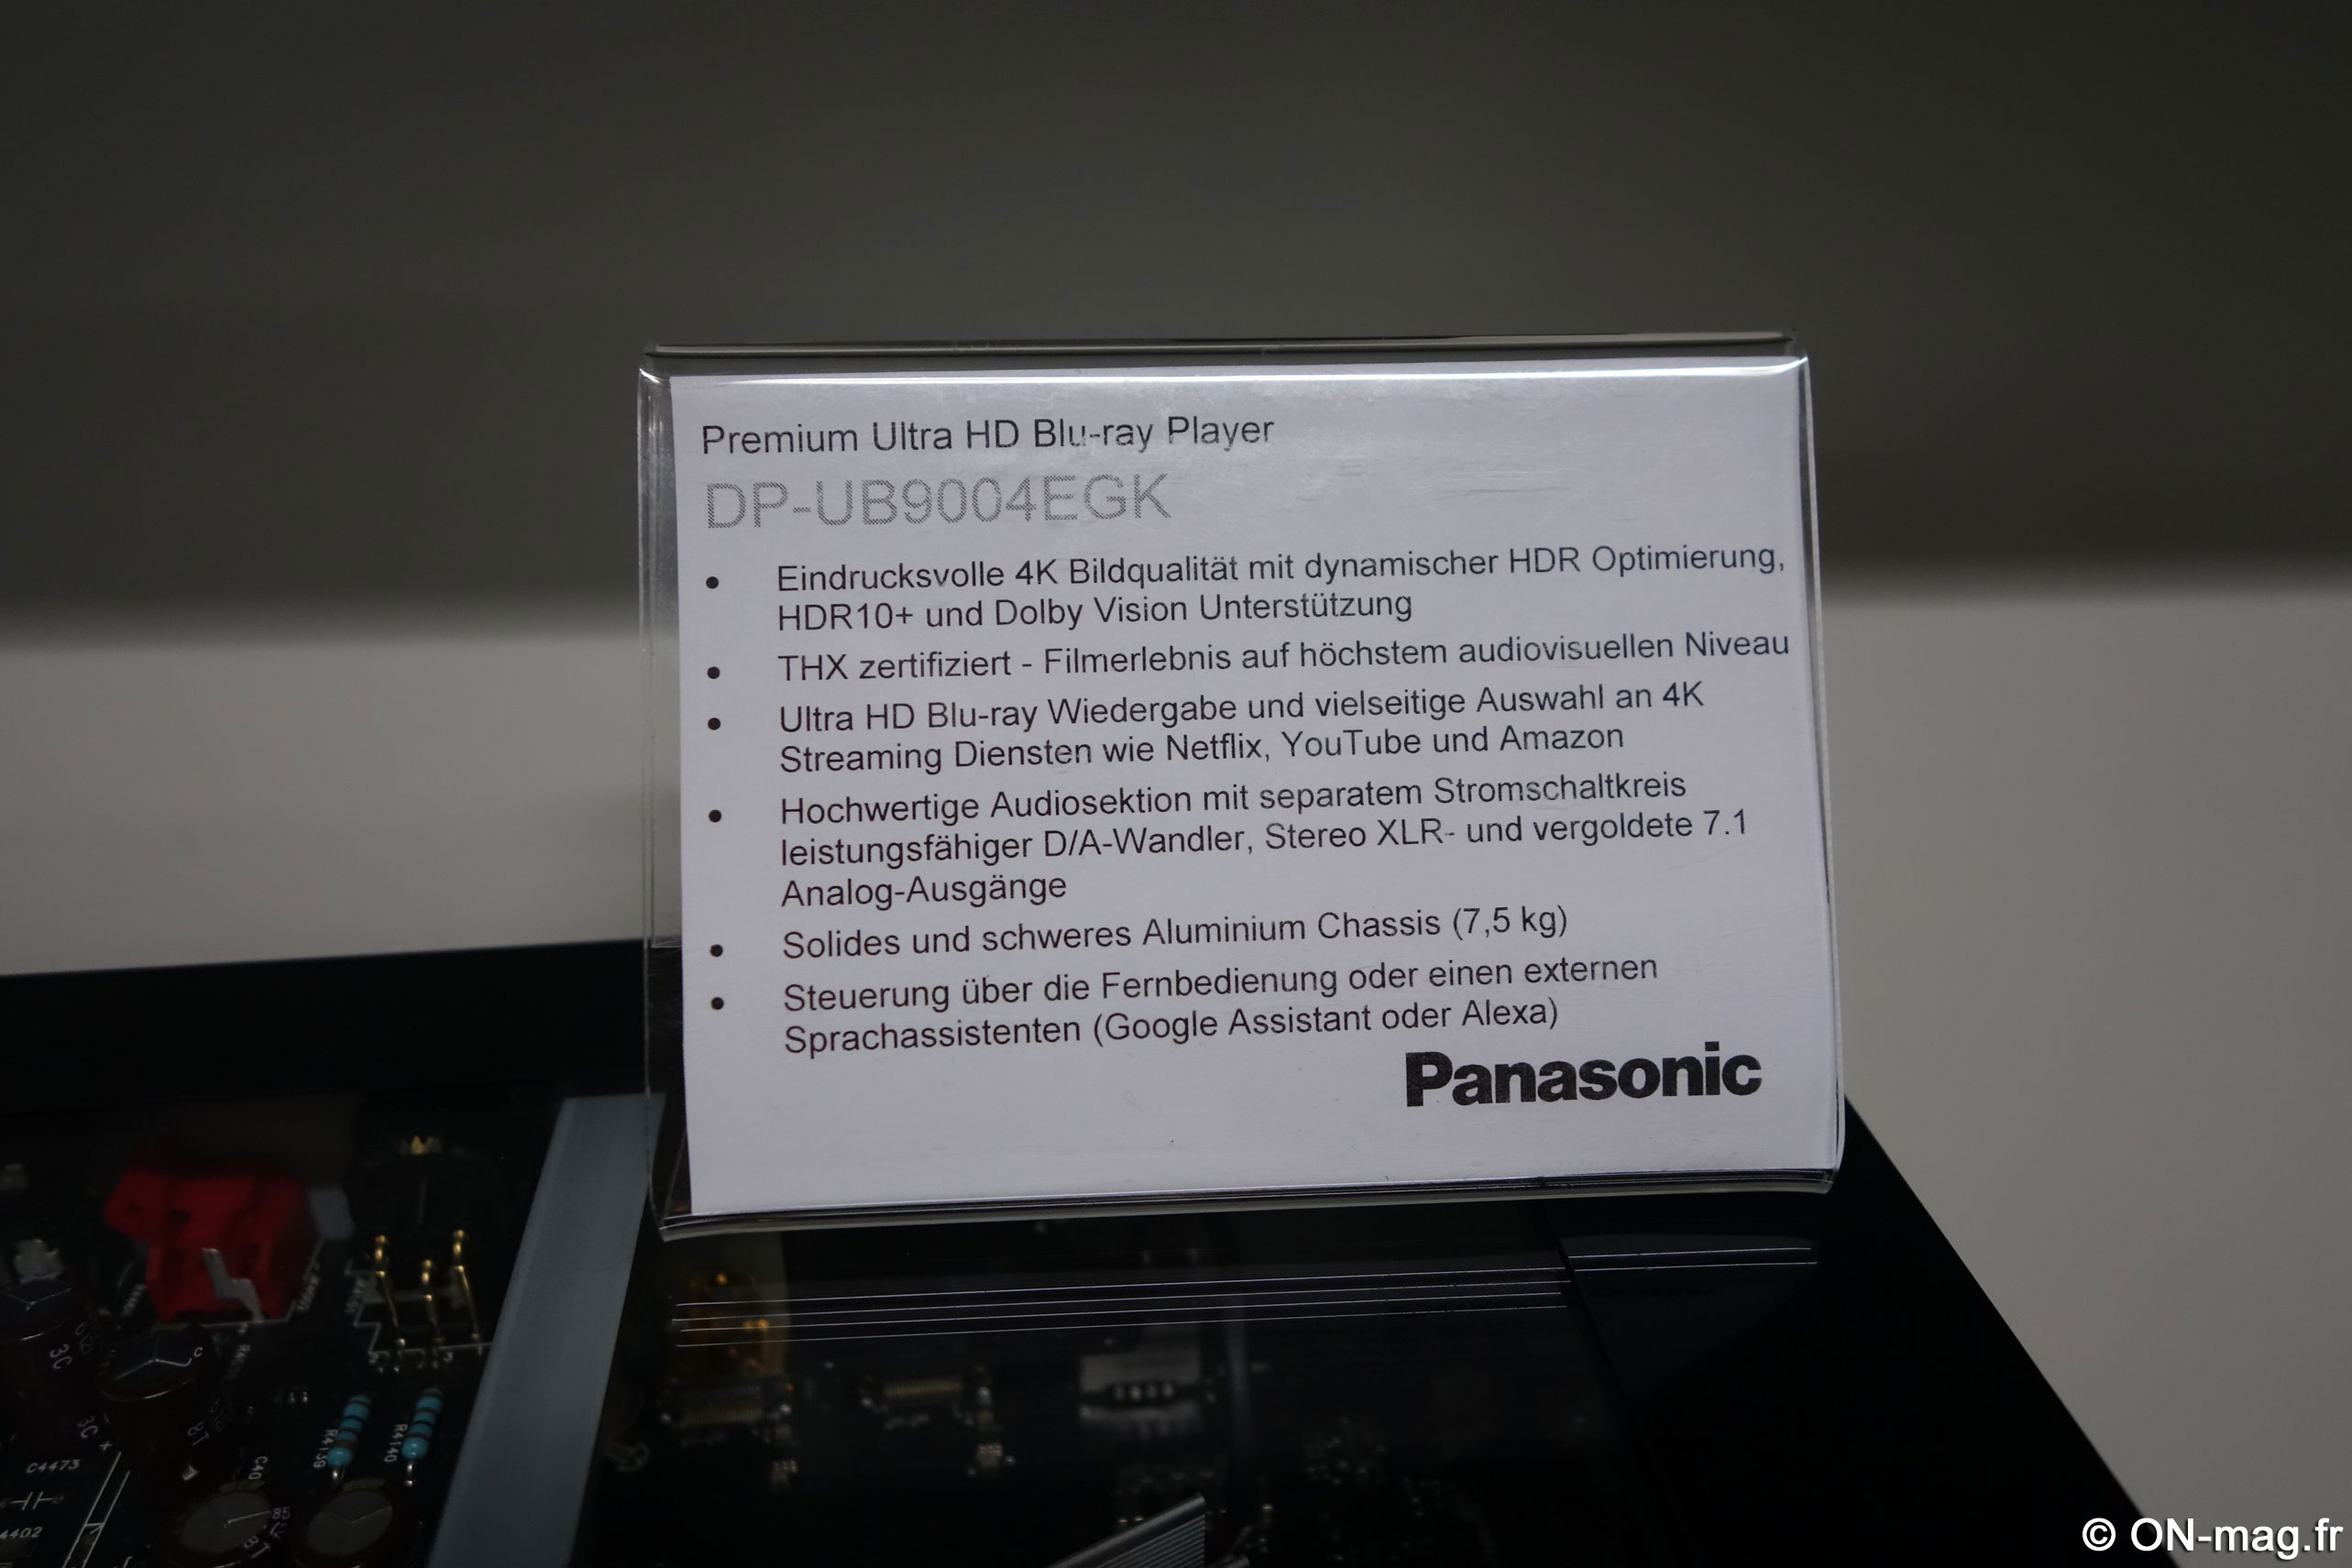 Premium Ultra HD Blu-ray Player
DP-UB9004EGK
• Eindrucksvolle 4K Bildqualität mit dynamischer HDR Optimierung,
HDR10+ und Dolby Vision Unterstützung
• THX zertifiziert - Filmerlebnis auf höchstem audiovisuellen Niveau
• Ultra HD Blu-ray Wiedergabe und vielseitige Auswahl an 4K
Streaming Diensten wie Netflix, YouTube und Amazon
• Hochwertige Audiosektion mit separatem Stromschaltkreis
leistungsfähiger D/A-Wandler, Stereo XLR- und vergoldete 7.1
Analog-Ausgänge
• Solides und schweres Aluminium Chassis (7,5 kg)
• Steuerung über die Fernbedienung oder einen externen
Sprachassistenten (Google Assistant oder Alexa)
Panasonic
R4139
R4140
C4473
© ON-mag.fr